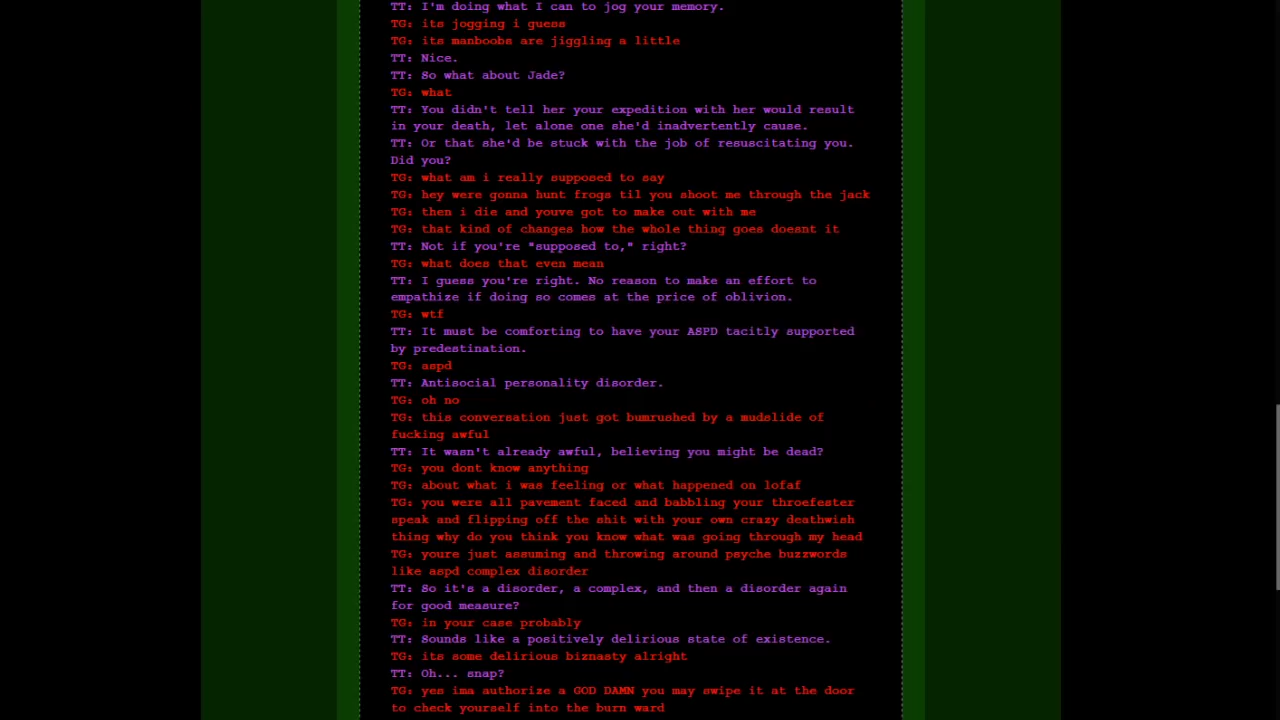 TT: I'm doing what I can to jog your memory.
TG: its jogging i guess
TG: its manboobs are jiggling a little
TT: Nice.
TT: So what about Jade?
TG: what
TT: You didn't tell her your expedition with her would result
in your death, let alone one she'd inadvertently cause.
TT: Or that she'd be stuck with the job of resuscitating you.
Did you?
TG: what am i really supposed to say
TG: hey were gonna hunt frogs til you shoot me through the jack
TG: then i die and youve got to make out with me
TG: that kind of changes how the whole thing goes doesnt it
TT: Not if you're "supposed to," right?
TG: what does that even mean
TT: I guess you're right. No reason to make an effort to
empathize if doing so comes at the price of oblivion.
TG: wtf
TT: It must be comforting to have your ASPD tacitly supported
by predestination.
TG: aspd
TT: Antisocial personality disorder.
TG: oh no
TG: this conversation just got bumrushed by a mudslide of
fucking awful
TT: It wasn't already awful, believing you might be dead?
TG: you dont know anything
TG: about what i was feeling or what happened on lofaf
TG: you were all pavement faced and babbling your throefester
speak and flipping off the shit with your own crazy deathwish
thing why do you think you know what was going through my head
TG: youre just assuming and throwing around psyche buzzwords
like aspd complex disorder
TT: So it's a disorder, a complex, and then a disorder again
for good measure?
TG: in your case probably
TT: Sounds like a positively delirious state of existence.
TG: its some delirious biznasty alright
TT: Oh... snap?
TG: yes ima authorize a GOD DAMN you may swipe it at the door
to check yourself into the burn ward